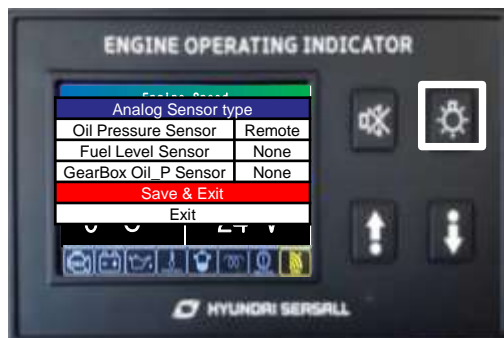 ENGINE OPERATING INDICATOR
Analog Sensor type
Oil Pressure Sensor Remote
Fuel Level Sensor None
GearBox Oil_P Sensor None
Save & Exit
Exit
HYUNDAI SERSALL